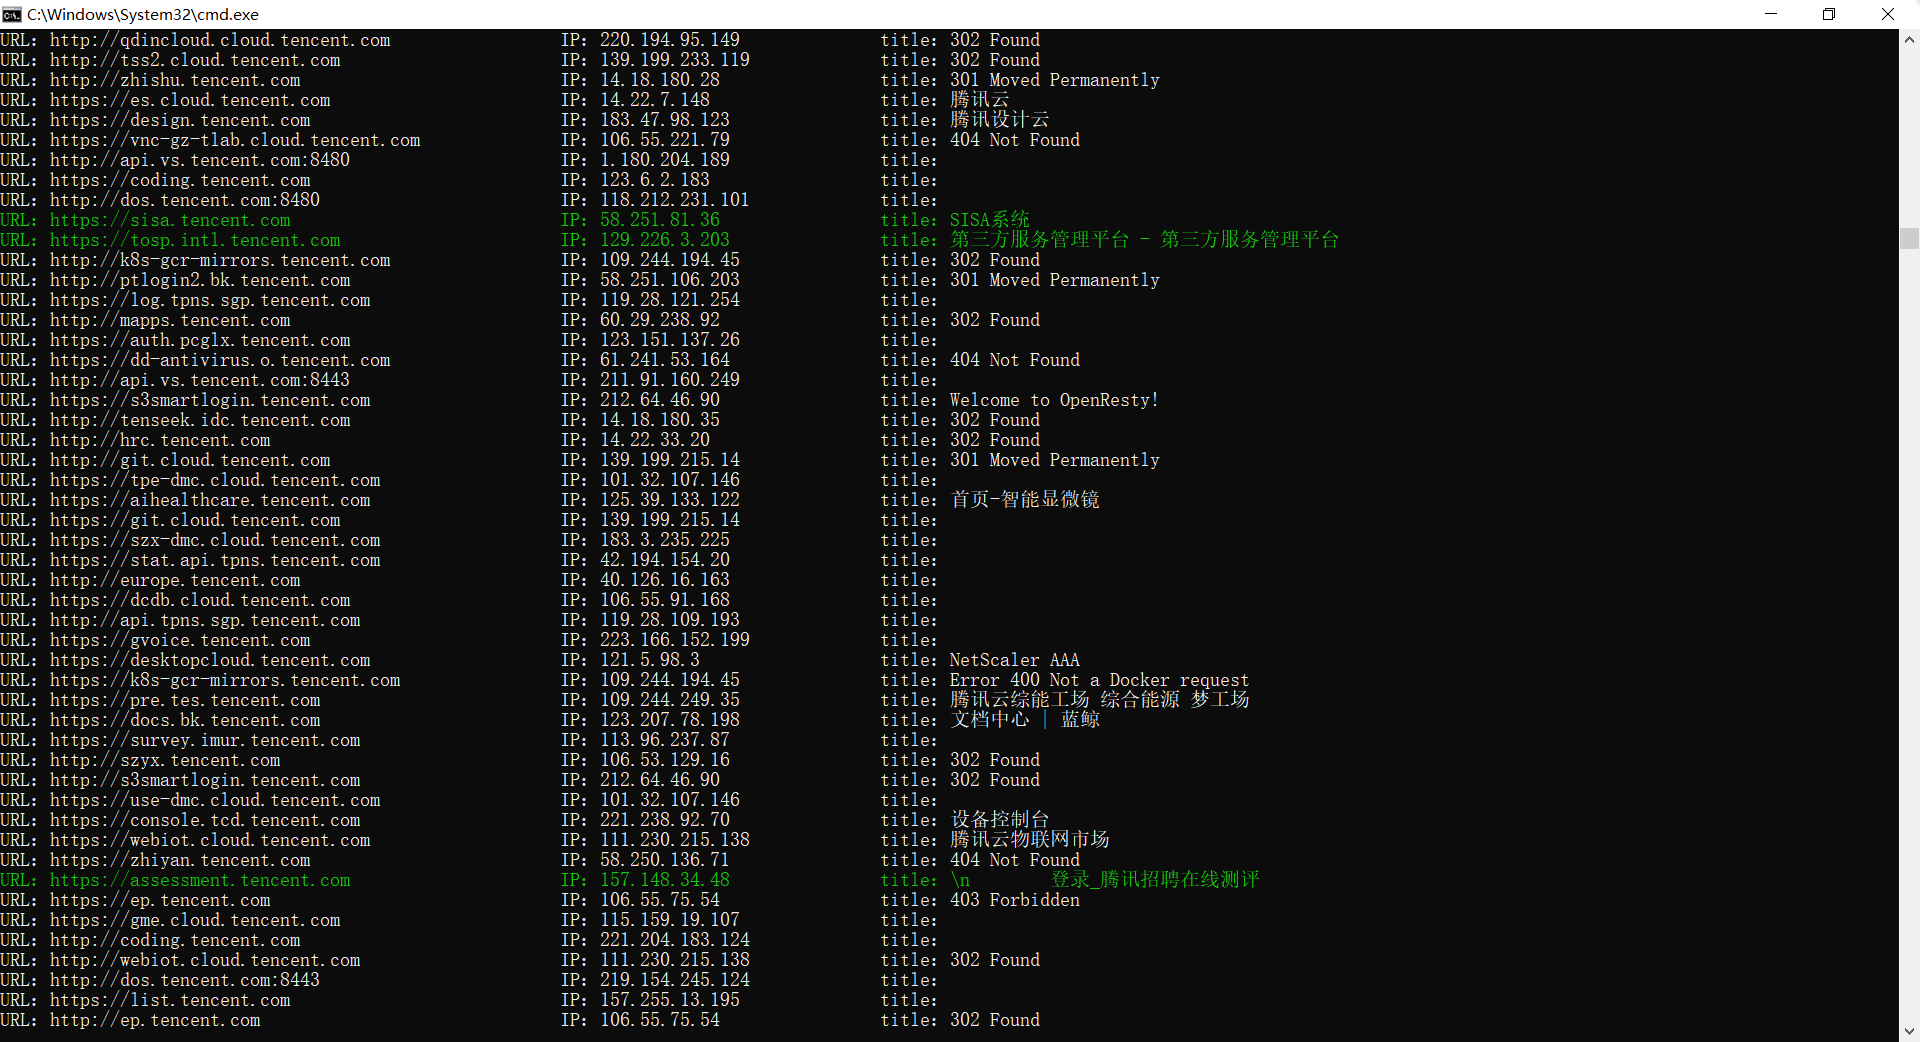 C:\Windows\System32\cmd.exe
URL: http://qdincloud.cloud.tencent.com IP: 220.194.95.149 title: 302 Found
URL: http://tss2.cloud.tencent.com IP: 139.199.233.119 title: 302 Found
URL: http://zhishu.tencent.com IP: 14.18.180.28 title: 301 Moved Permanently
URL: https://es.cloud.tencent.com IP: 14.22.7.148 title: 腾讯云
URL: https://design.tencent.com IP: 183.47.98.123 title: 腾讯设计云
URL: https://vnc-gz-tlab.cloud.tencent.com IP: 106.55.221.79 title: 404 Not Found
URL: http://api.vs.tencent.com:8480 IP: 1.180.204.189 title:
URL: https://coding.tencent.com IP: 123.6.2.183 title:
URL: http://dos.tencent.com:8480 IP: 118.212.231.101 title:
URL: https://sisa.tencent.com IP: 58.251.81.36 title: SISA系统
URL: https://tosp.intl.tencent.com IP: 129.226.3.203 title: 第三方服务管理平台 - 第三方服务管理平台
URL: http://k8s-gcr-mirrors.tencent.com IP: 109.244.194.45 title: 302 Found
URL: http://ptlogin2.bk.tencent.com IP: 58.251.106.203 title: 301 Moved Permanently
URL: https://log.tpns.sgp.tencent.com IP: 119.28.121.254 title:
URL: http://mapps.tencent.com IP: 60.29.238.92 title: 302 Found
URL: https://auth.pcglx.tencent.com IP: 123.151.137.26 title:
URL: https://dd-antivirus.o.tencent.com IP: 61.241.53.164 title: 404 Not Found
URL: http://api.vs.tencent.com:8443 IP: 211.91.160.249 title:
URL: https://s3smartlogin.tencent.com IP: 212.64.46.90 title: Welcome to OpenResty!
URL: http://tenseek.idc.tencent.com IP: 14.18.180.35 title: 302 Found
URL: http://hrc.tencent.com IP: 14.22.33.20 title: 302 Found
URL: http://git.cloud.tencent.com IP: 139.199.215.14 title: 301 Moved Permanently
URL: https://tpe-dmc.cloud.tencent.com IP: 101.32.107.146 title:
URL: https://aihealthcare.tencent.com IP: 125.39.133.122 title: 首页-智能显微镜
URL: https://git.cloud.tencent.com IP: 139.199.215.14 title:
URL: https://szx-dmc.cloud.tencent.com IP: 183.3.235.225 title:
URL: https://stat.api.tpns.tencent.com IP: 42.194.154.20 title:
URL: http://europe.tencent.com IP: 40.126.16.163 title:
URL: https://dcdb.cloud.tencent.com IP: 106.55.91.168 title:
URL: http://api.tpns.sgp.tencent.com IP: 119.28.109.193 title:
URL: https://gvoice.tencent.com IP: 223.166.152.199 title:
URL: https://desktopcloud.tencent.com IP: 121.5.98.3 title: NetScaler AAA
URL: https://k8s-gcr-mirrors.tencent.com IP: 109.244.194.45 title: Error 400 Not a Docker request
URL: https://pre.tes.tencent.com IP: 109.244.249.35 title: 腾讯云综能工场 综合能源 梦工场
URL: https://docs.bk.tencent.com IP: 123.207.78.198 title: 文档中心 | 蓝鲸
URL: https://survey.imur.tencent.com IP: 113.96.237.87 title:
URL: http://szyx.tencent.com IP: 106.53.129.16 title: 302 Found
URL: http://s3smartlogin.tencent.com IP: 212.64.46.90 title: 302 Found
URL: https://use-dmc.cloud.tencent.com IP: 101.32.107.146 title:
URL: https://console.tcd.tencent.com IP: 221.238.92.70 title: 设备控制台
URL: https://webiot.cloud.tencent.com IP: 111.230.215.138 title: 腾讯云物联网市场
URL: https://zhiyan.tencent.com IP: 58.250.136.71 title: 404 Not Found
URL: https://assessment.tencent.com IP: 157.148.34.48 title: \n 登录_腾讯招聘在线测评
URL: https://ep.tencent.com IP: 106.55.75.54 title: 403 Forbidden
URL: https://gme.cloud.tencent.com IP: 115.159.19.107 title:
URL: http://coding.tencent.com IP: 221.204.183.124 title:
URL: http://webiot.cloud.tencent.com IP: 111.230.215.138 title: 302 Found
URL: http://dos.tencent.com:8443 IP: 219.154.245.124 title:
URL: https://list.tencent.com IP: 157.255.13.195 title:
URL: http://ep.tencent.com IP: 106.55.75.54 title: 302 Found